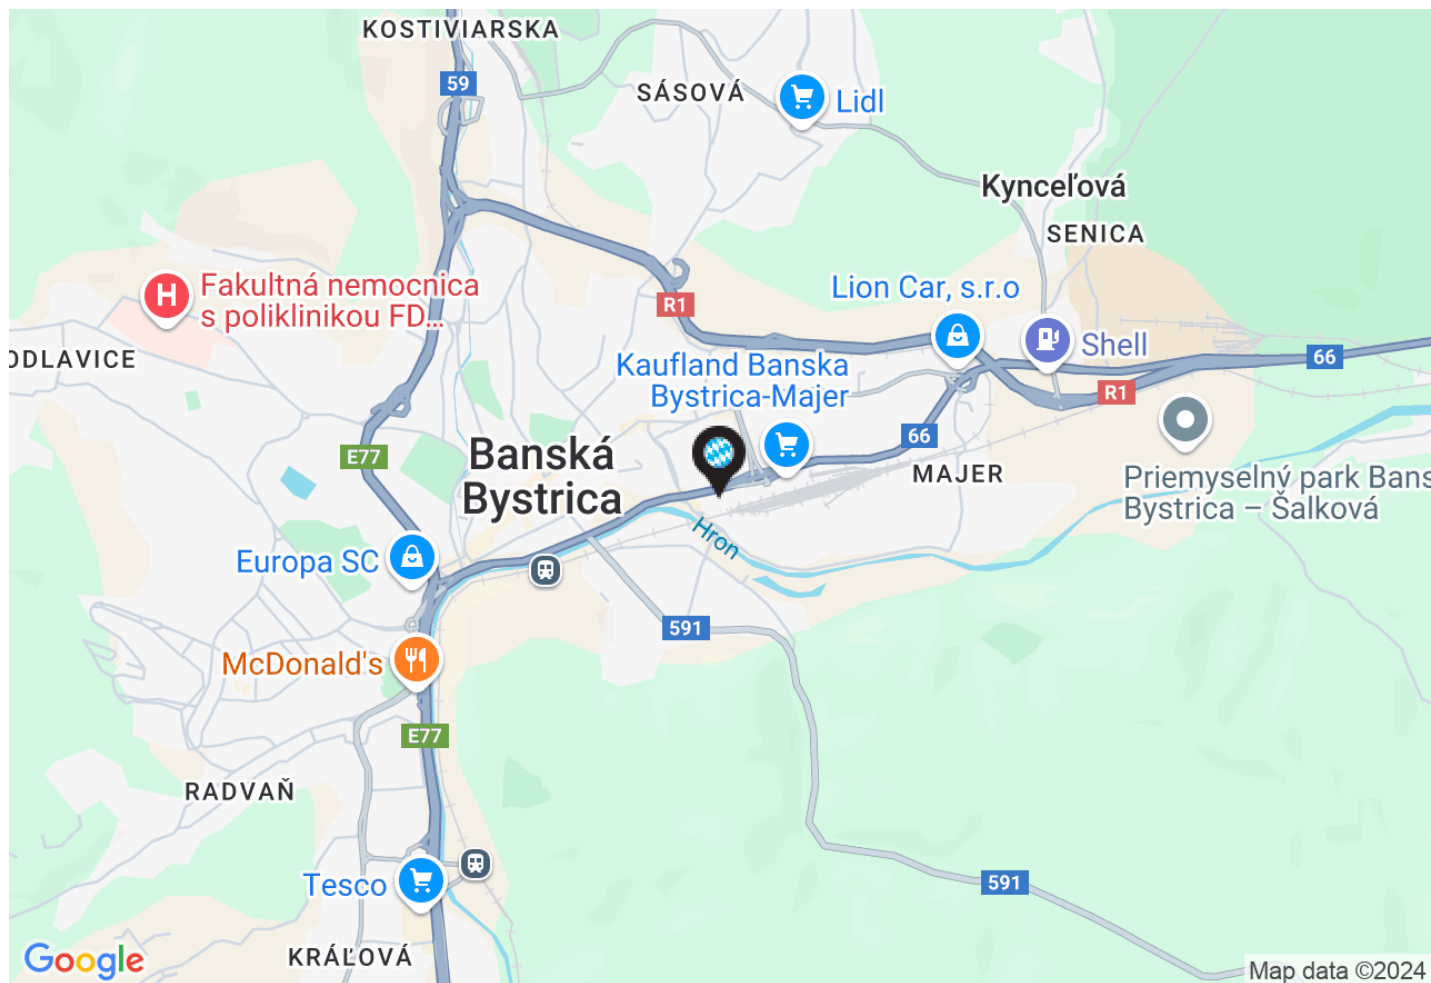 KOSTIVIARSKA
59
SÁSOVÁ
Lidl
Kynceľová
SENICA
Fakultná nemocnica
s poliklinikou FD...
R1
Lion Car, s.r.o
ODLAVICE
Kaufland Banska
Bystrica-Majer
Shell
66
R1
E77
Banská
Bystrica
66
MAJER
Priemyselný park Bans
Bystrica – Šalková
Hron
Europa SC
591
McDonald's
E77
RADVAŇ
Tesco
591
KRÁĽOVÁ
Google
Map data ©2024